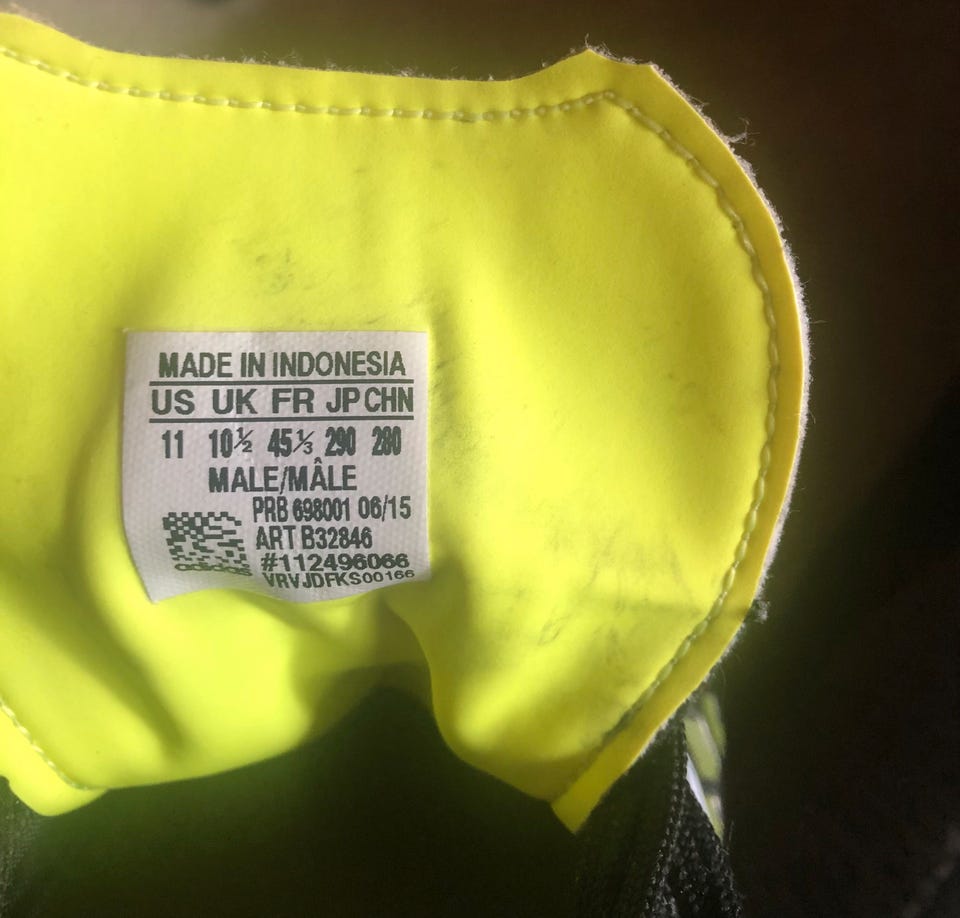 MADE IN INDONESIA
US UK FR JP CHN
11 10½ 45⅓ 290 280
MALE/MÂLE
PRB 698001 06/15
ART B32846
#112496066
adidas
VRVJDFKS00166